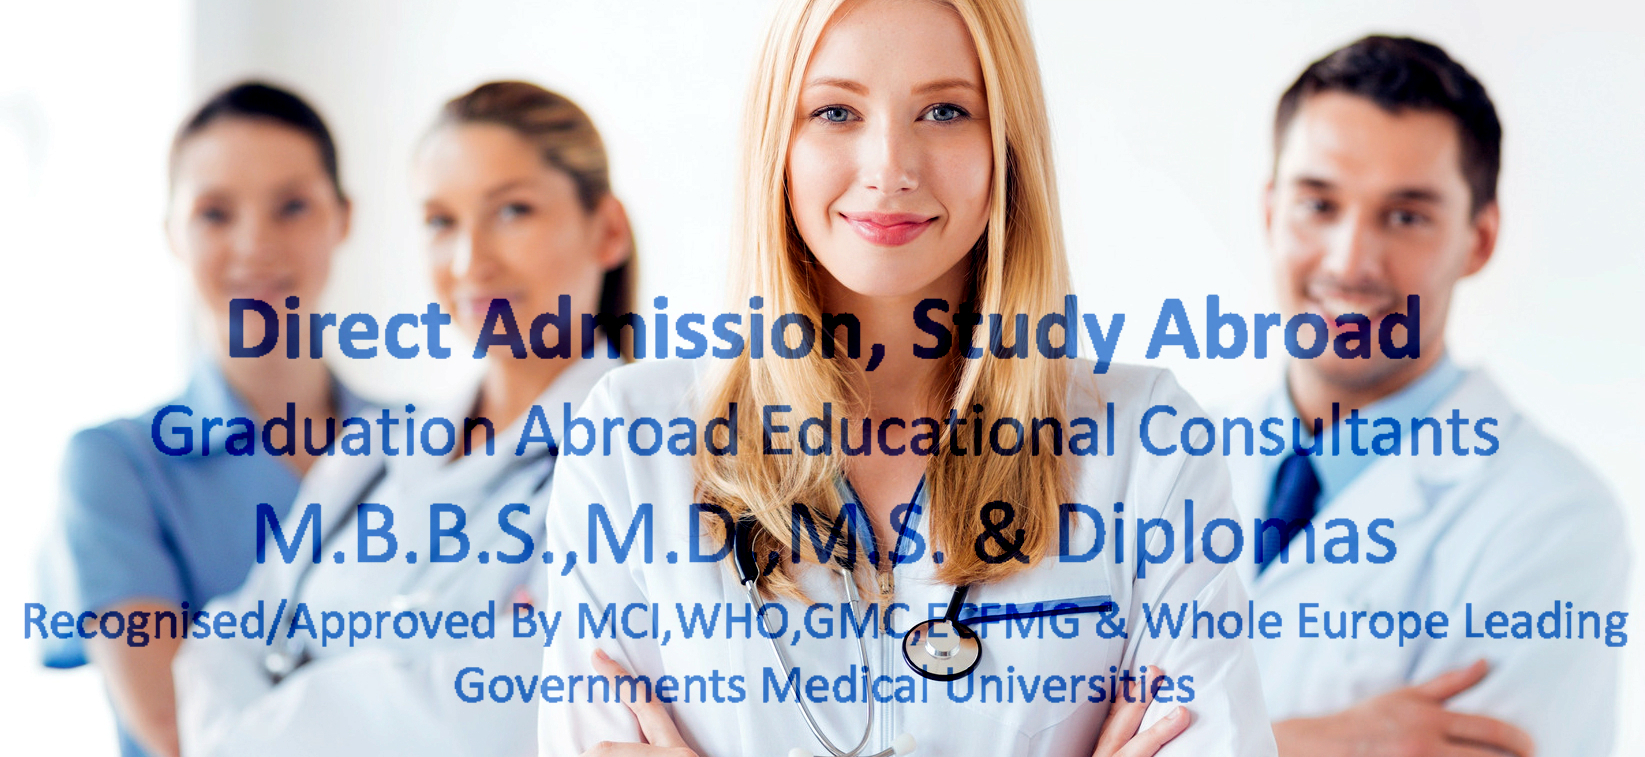 Direct Admission, Study Abroad
Graduation Abroad Educational Consultants
M.B.B.S.,M.D.,M.S. & Diplomas
Recognised/Approved By MCI,WHO,GMC,ECFMG & Whole Europe Leading
Governments Medical Universities